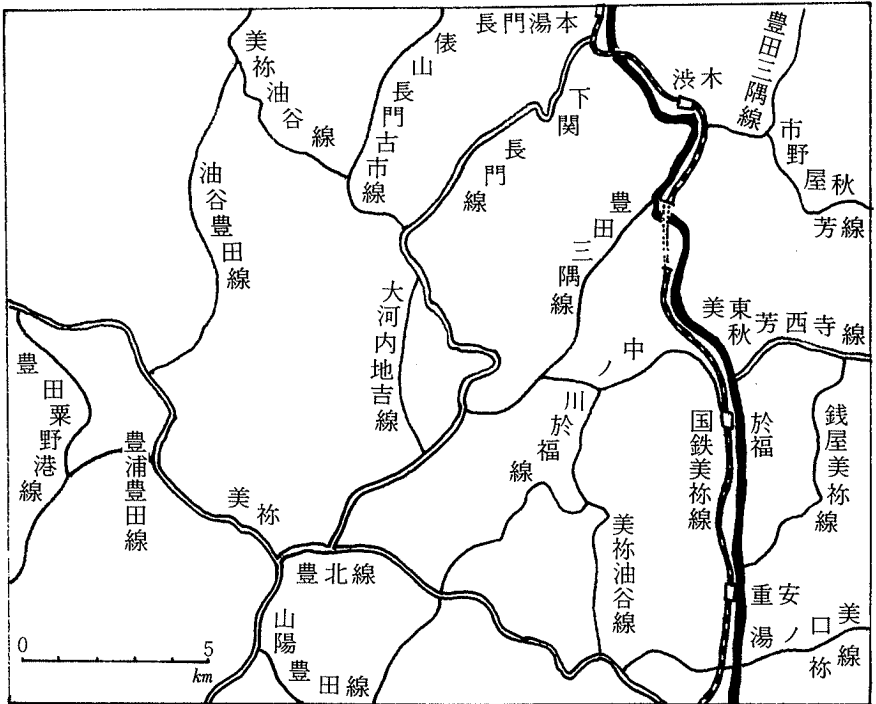 長門湯本
渋木
豊田三隅線
市野屋秋芳線
美祢油谷線
俵山長門古市線
下関長門線
油谷豊田線
豊田三隅線
大河内地吉線
美東秋芳西寺線
中ノ川於福線
豊田粟野港線
豊浦豊田線
美祢豊北線
国鉄美祢線
於福
銭屋美祢線
美祢油谷線
重安
湯ノ口美祢線
山陽豊田線
0 5
km